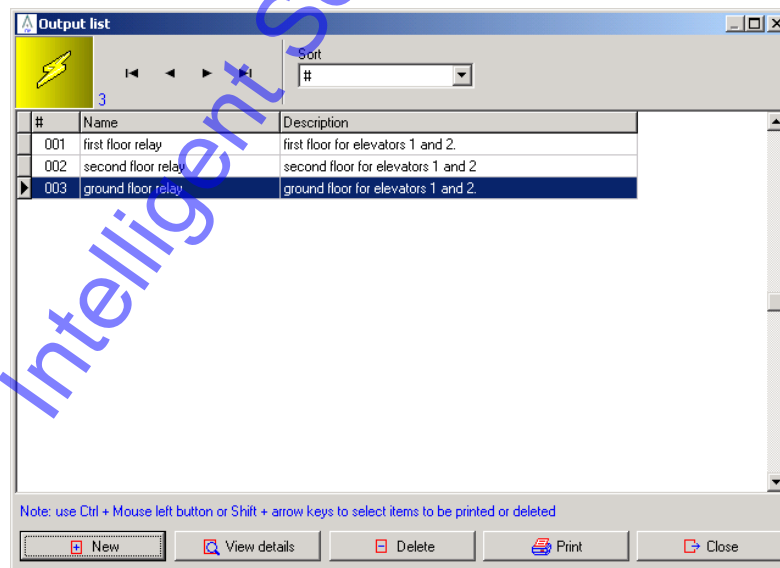 Output list
Sort
#
3
# Name Description
001 first floor relay first floor for elevators 1 and 2.
002 second floor relay second floor for elevators 1 and 2
003 ground floor relay ground floor for elevators 1 and 2.
Intelligent
Note: use Ctrl + Mouse left button or Shift + arrow keys to select items to be printed or deleted
New View details Delete Print Close